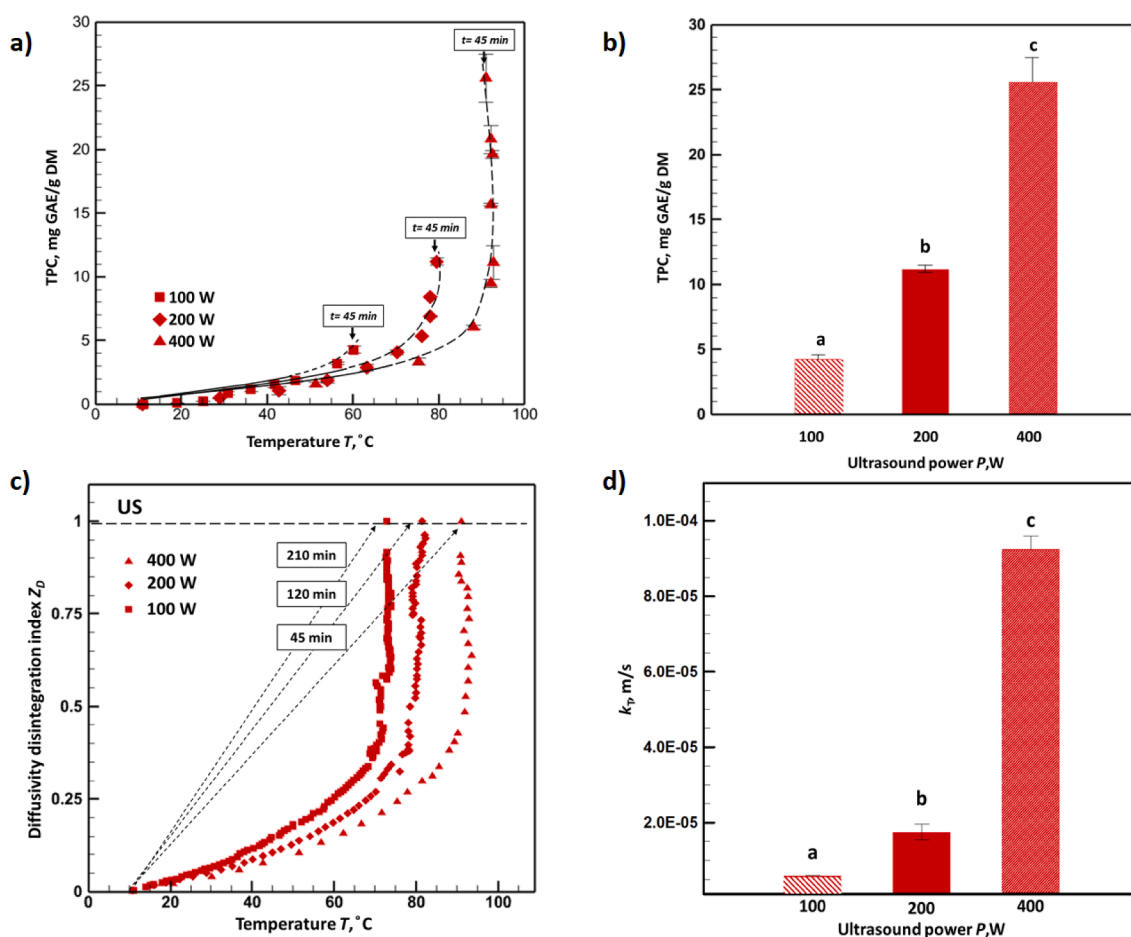 a)
TPC, mg GAE/g DM
30
25
20
15
10
5
0
t= 45 min
t= 45 min
t= 45 min
100 W
200 W
400 W
0 20 40 60 80 100
Temperature T,˚C
b)
TPC, mg GAE/g DM
30
25
20
15
10
5
0
a
b
c
100 200 400
Ultrasound power P,W
c)
US
Diffusivity disintegration index Z_D
1
0.75
0.5
0.25
0
400 W
200 W
100 W
210 min
120 min
45 min
0 20 40 60 80 100
Temperature T,˚C
d)
1.0E-04
8.0E-05
6.0E-05
4.0E-05
2.0E-05
a
b
c
100 200 400
Ultrasound power P,W